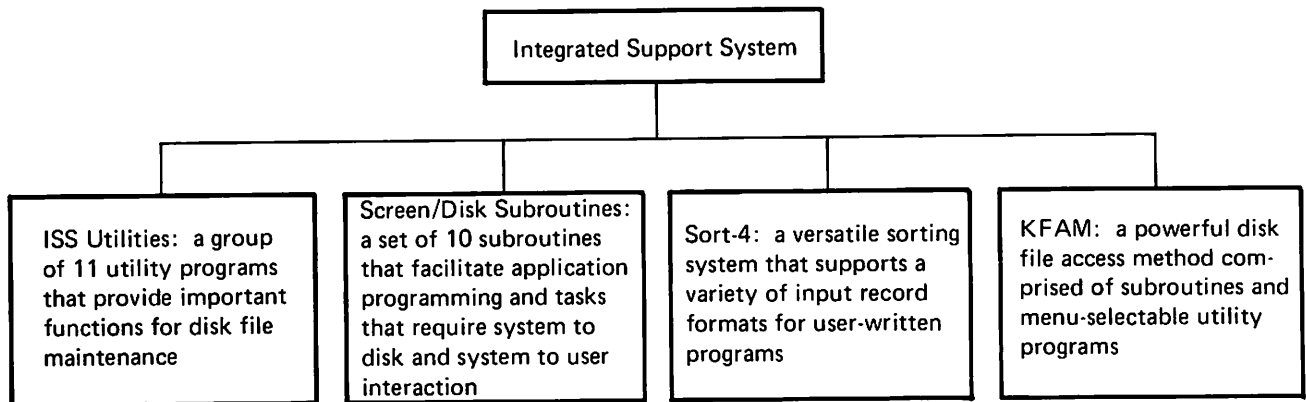 Integrated Support System
ISS Utilities: a group
of 11 utility programs
that provide important
functions for disk file
maintenance
Screen/Disk Subroutines:
a set of 10 subroutines
that facilitate application
programming and tasks
that require system to
disk and system to user
interaction
Sort-4: a versatile sorting
system that supports a
variety of input record
formats for user-written
programs
KFAM: a powerful disk
file access method com-
prised of subroutines and
menu-selectable utility
programs